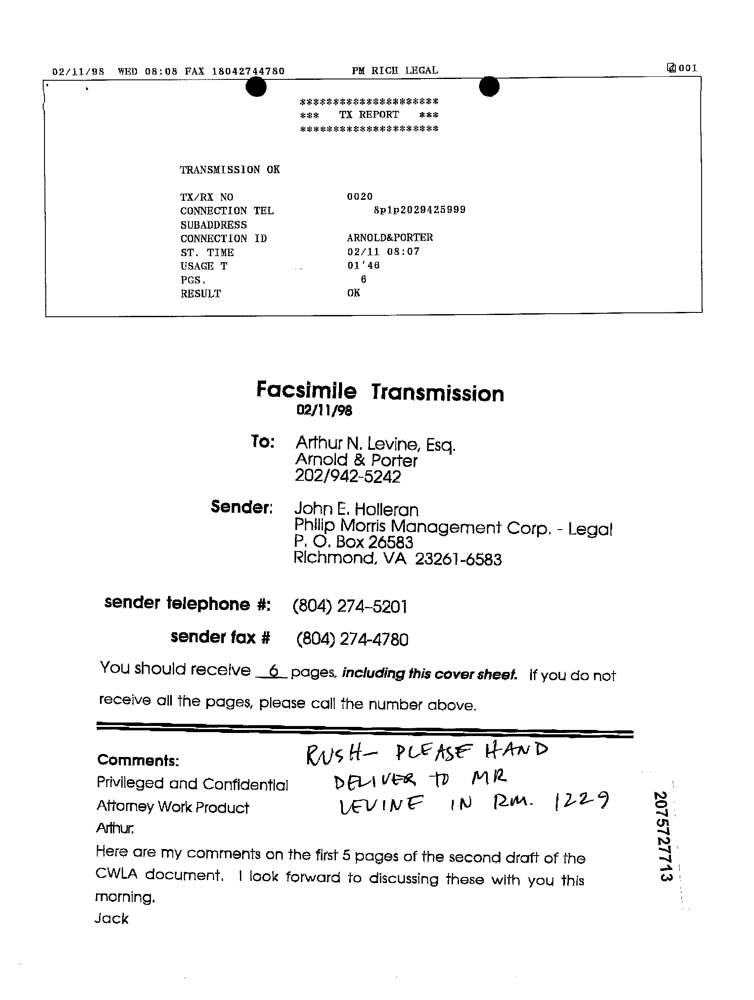 02/11/98 WED 08:08 FAX 18042744780 PM RICH LEGAL 001
*********************
*** TX REPORT ***
*********************
TRANSMISSION OK
TX/RX NO 0020
CONNECTION TEL 8p1p2029425999
SUBADDRESS
CONNECTION ID ARNOLD&PORTER
ST. TIME 02/11 08:07
USAGE T 01'46
PGS. 6
RESULT OK
Facsimile Transmission
02/11/98
To: Arthur N. Levine, Esq.
Arnold & Porter
202/942-5242
Sender: John E. Holleran
Philip Morris Management Corp. - Legal
P. O. Box 26583
Richmond, VA 23261-6583
sender telephone #: (804) 274-5201
sender fax # (804) 274-4780
You should receive 6 pages, including this cover sheet. If you do not
receive all the pages, please call the number above.
Comments:
Privileged and Confidential
Attorney Work Product
Arthur:
RUSH- PLEASE HAND
DELIVER TO MR
LEVINE IN RM. 1229
Here are my comments on the first 5 pages of the second draft of the
CWLA document. I look forward to discussing these with you this
morning.
Jack
2075727713